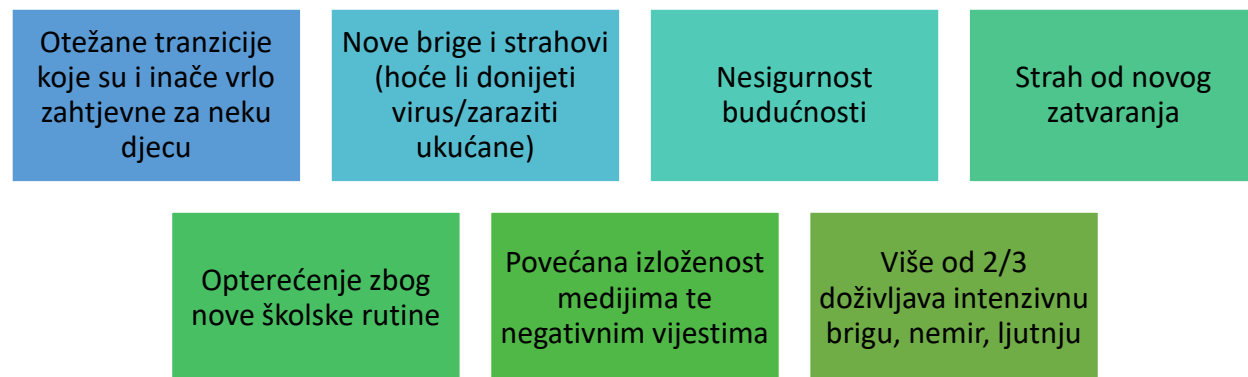 Otežane tranzicije
koje su i inače vrlo
zahtjevne za neku
djecu
Nove brige i strahovi
(hoće li donijeti
virus/zaraziti
ukućane)
Nesigurnost
budućnosti
Strah od novog
zatvaranja
Opterećenje zbog
nove školske rutine
Povećana izloženost
medijima te
negativnim vijestima
Više od 2/3
doživljava intenzivnu
brigu, nemir, ljutnju